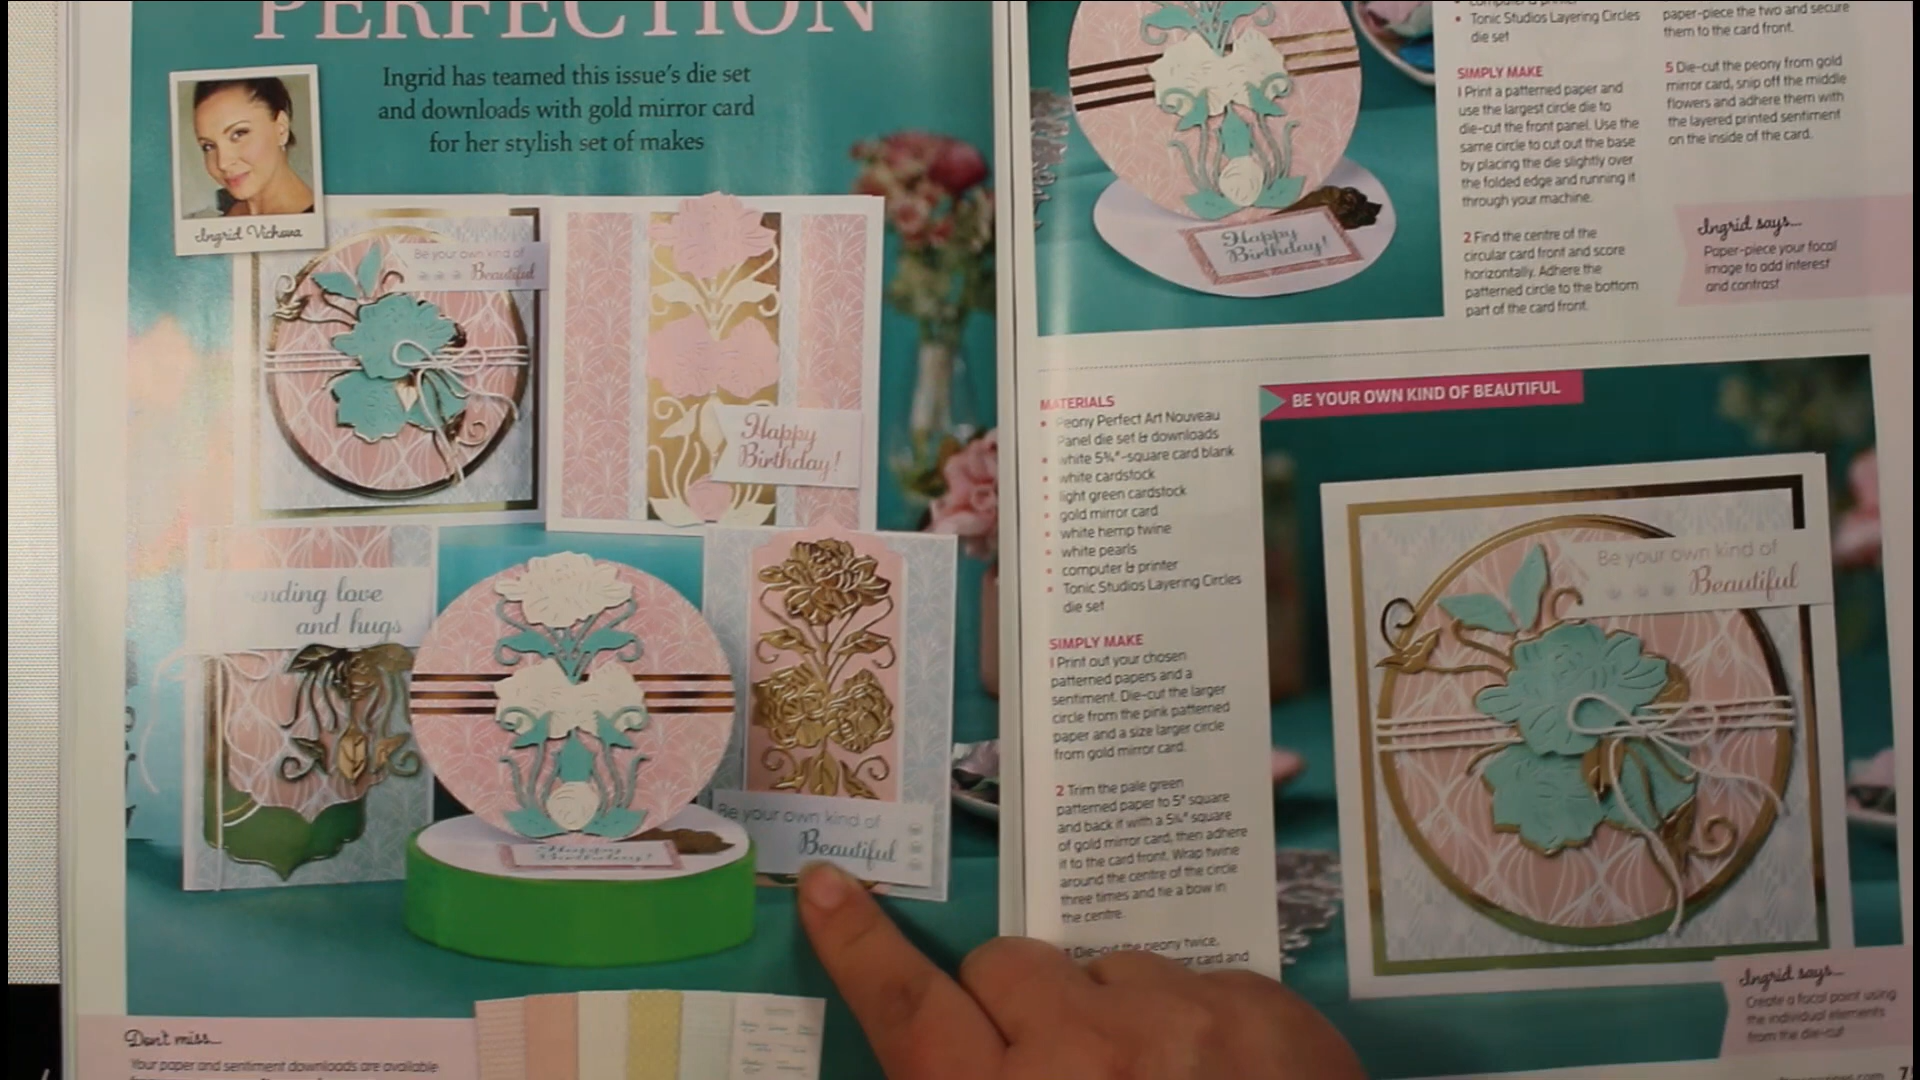 PERFECTION
Ingrid has teamed this issue's die set
and downloads with gold mirror card
for her stylish set of makes
Ingrid Vichova
Be your own kind of
Beautiful
Happy
Birthday!
ending love
and hugs
Happy Birthday!
Be your own kind of
Beautiful
Don't miss...
Your paper and sentiment downloads are available
Happy
Birthday!
computer & printer
• Tonic Studios Layering Circles
die set
SIMPLY MAKE
1 Print a patterned paper and
use the largest circle die to
die-cut the front panel. Use the
same circle to cut out the base
by placing the die slightly over
the folded edge and running it
through your machine.
2 Find the centre of the
circular card front and score
horizontally. Adhere the
patterned circle to the bottom
part of the card front.
paper-piece the two and secure
them to the card front.
5 Die-cut the peony from gold
mirror card, snip off the middle
flowers and adhere them with
the layered printed sentiment
on the inside of the card.
Ingrid says...
Paper-piece your focal
image to add interest
and contrast
MATERIALS
• Peony Perfect Art Nouveau
Panel die set & downloads
• white 5¾"-square card blank
• white cardstock
• light green cardstock
• gold mirror card
• white hemp twine
• white pearls
• computer & printer
• Tonic Studios Layering Circles
die set
SIMPLY MAKE
1 Print out your chosen
patterned papers and a
sentiment. Die-cut the larger
circle from the pink patterned
paper and a size larger circle
from gold mirror card.
2 Trim the pale green
patterned paper to 5" square
and back it with a 5¼" square
of gold mirror card, then adhere
it to the card front. Wrap twine
around the centre of the circle
three times and tie a bow in
the centre.
Die-cut the peony twice,
card and
BE YOUR OWN KIND OF BEAUTIFUL
Be your own kind of
Beautiful
Ingrid says...
Create a focal point using
the individual elements
from the die-cut